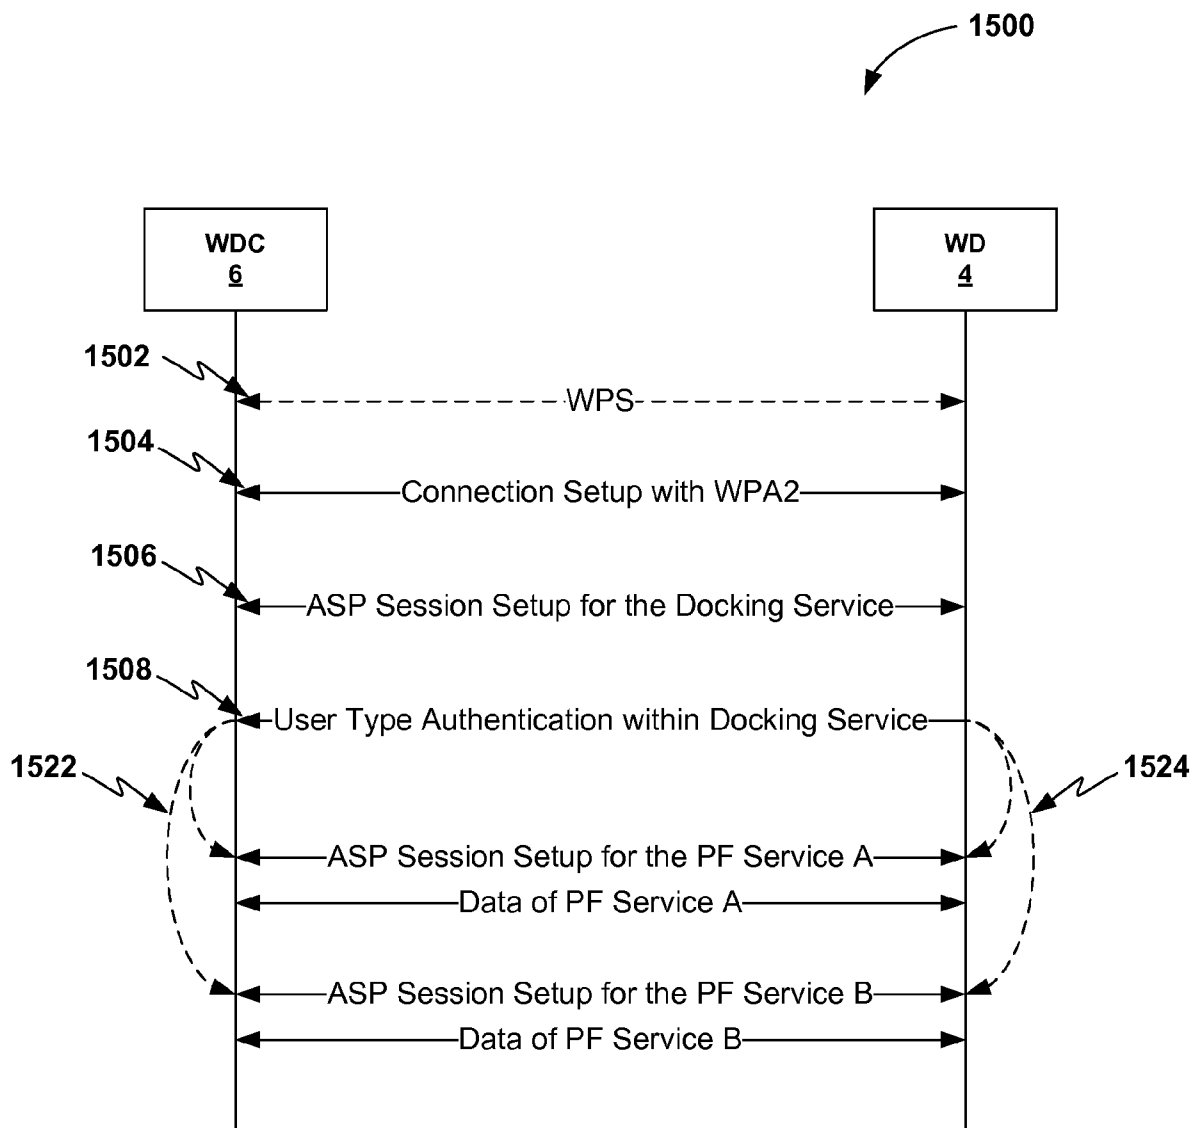 1500
WDC
6
WD
4
1502
WPS
1504
Connection Setup with WPA2
1506
ASP Session Setup for the Docking Service
1508
User Type Authentication within Docking Service
1522
1524
ASP Session Setup for the PF Service A
Data of PF Service A
ASP Session Setup for the PF Service B
Data of PF Service B